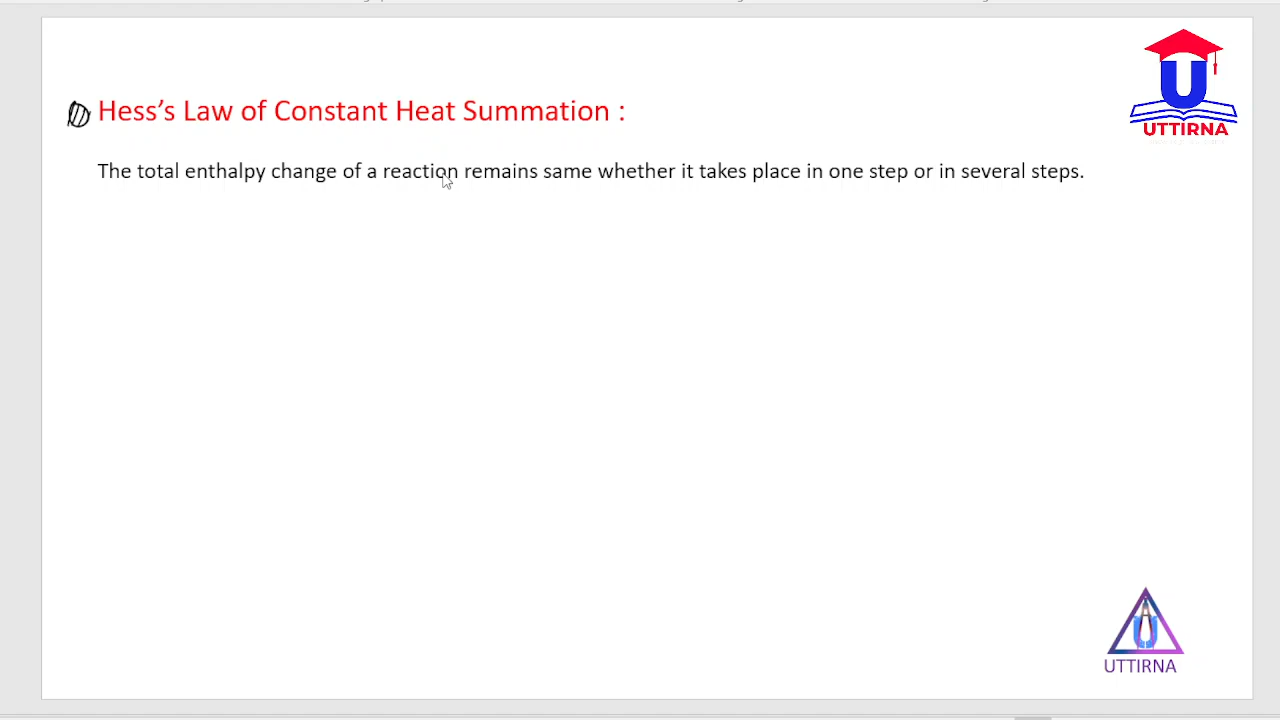 UTTIRNA
Hess’s Law of Constant Heat Summation :
The total enthalpy change of a reaction remains same whether it takes place in one step or in several steps.
UTTIRNA